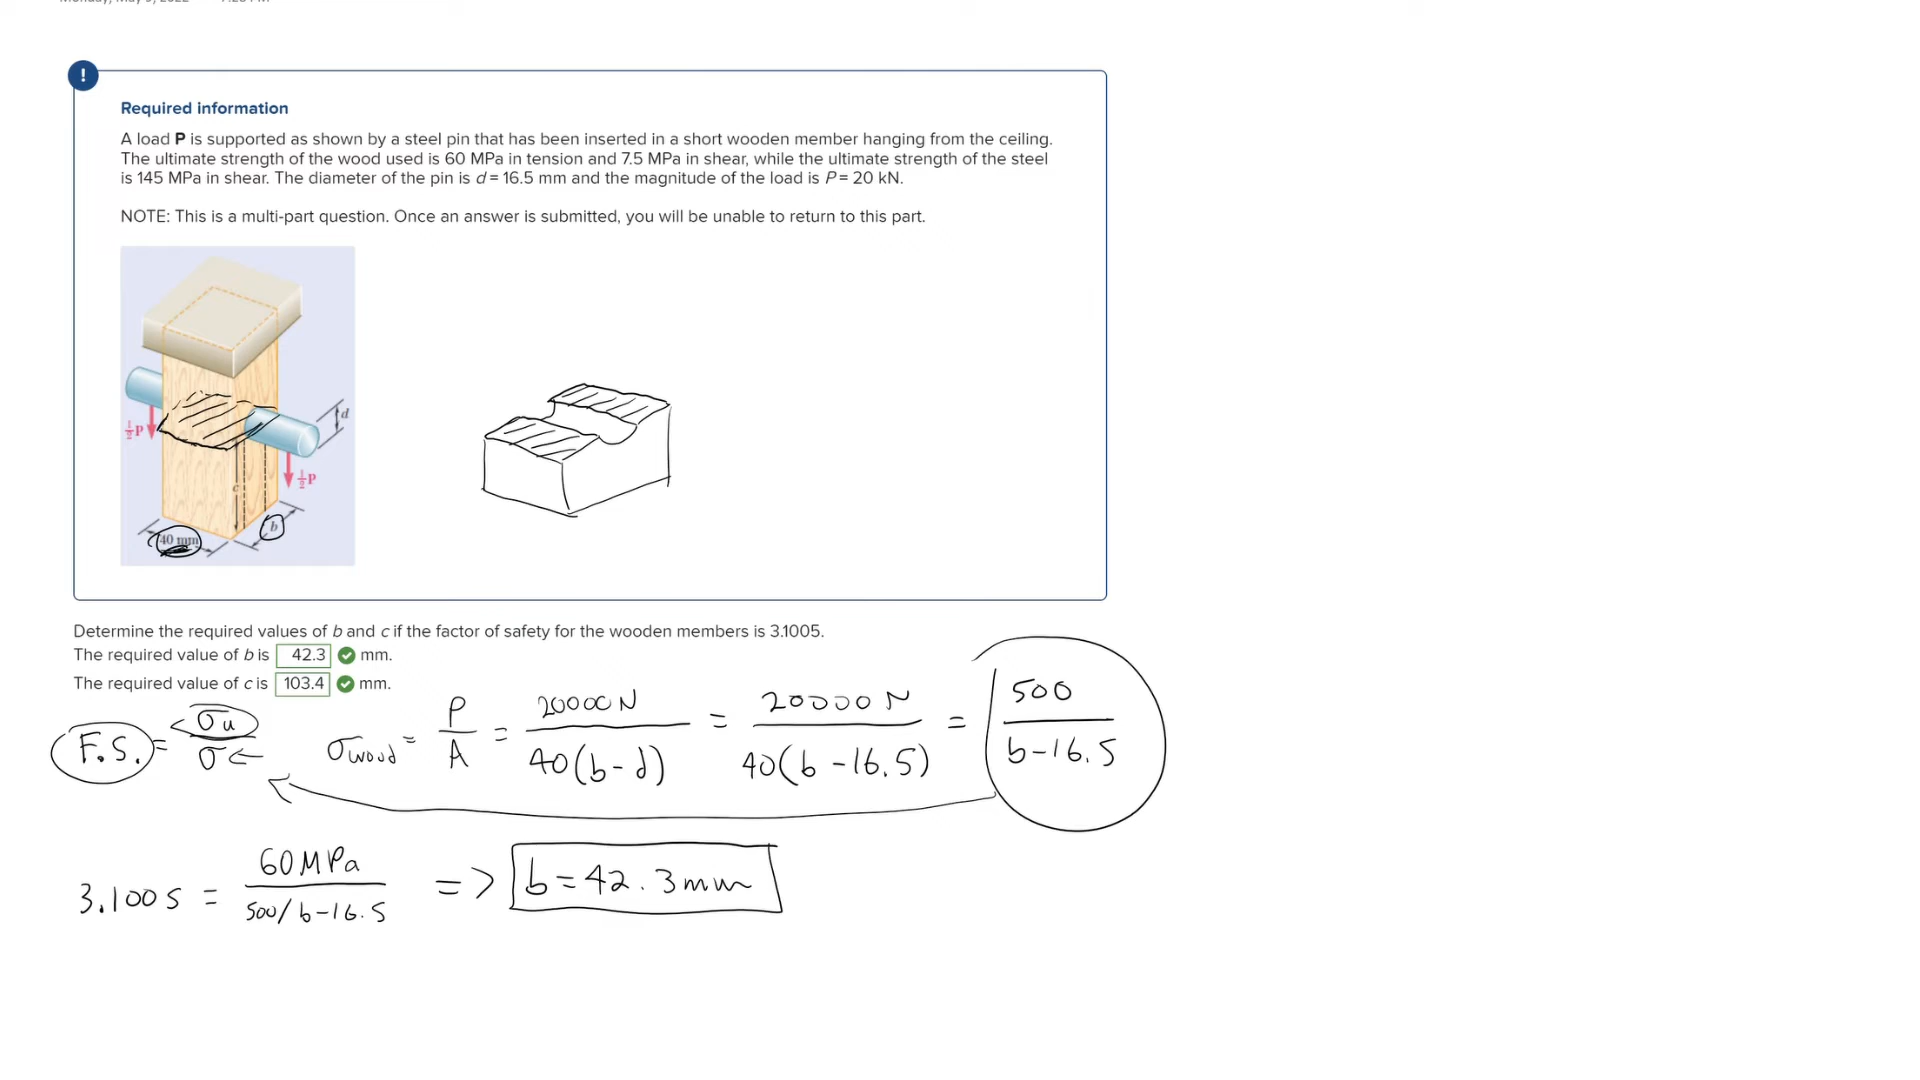 Monday, May 9, 2022
!
Required information
A load P is supported as shown by a steel pin that has been inserted in a short wooden member hanging from the ceiling.
The ultimate strength of the wood used is 60 MPa in tension and 7.5 MPa in shear, while the ultimate strength of the steel
is 145 MPa in shear. The diameter of the pin is d = 16.5 mm and the magnitude of the load is P = 20 kN.
NOTE: This is a multi-part question. Once an answer is submitted, you will be unable to return to this part.
d
½P
½P
c
b
40 mm
Determine the required values of b and c if the factor of safety for the wooden members is 3.1005.
The required value of b is 42.3 mm.
The required value of c is 103.4 mm.
F.S. = σu / σ
σwood = P/A = 20000N / 40(b-d) = 20000 N / 40(b-16.5) = 500 / b-16.5
3.1005 = 60MPa / 500/b-16.5 => b=42.3mm